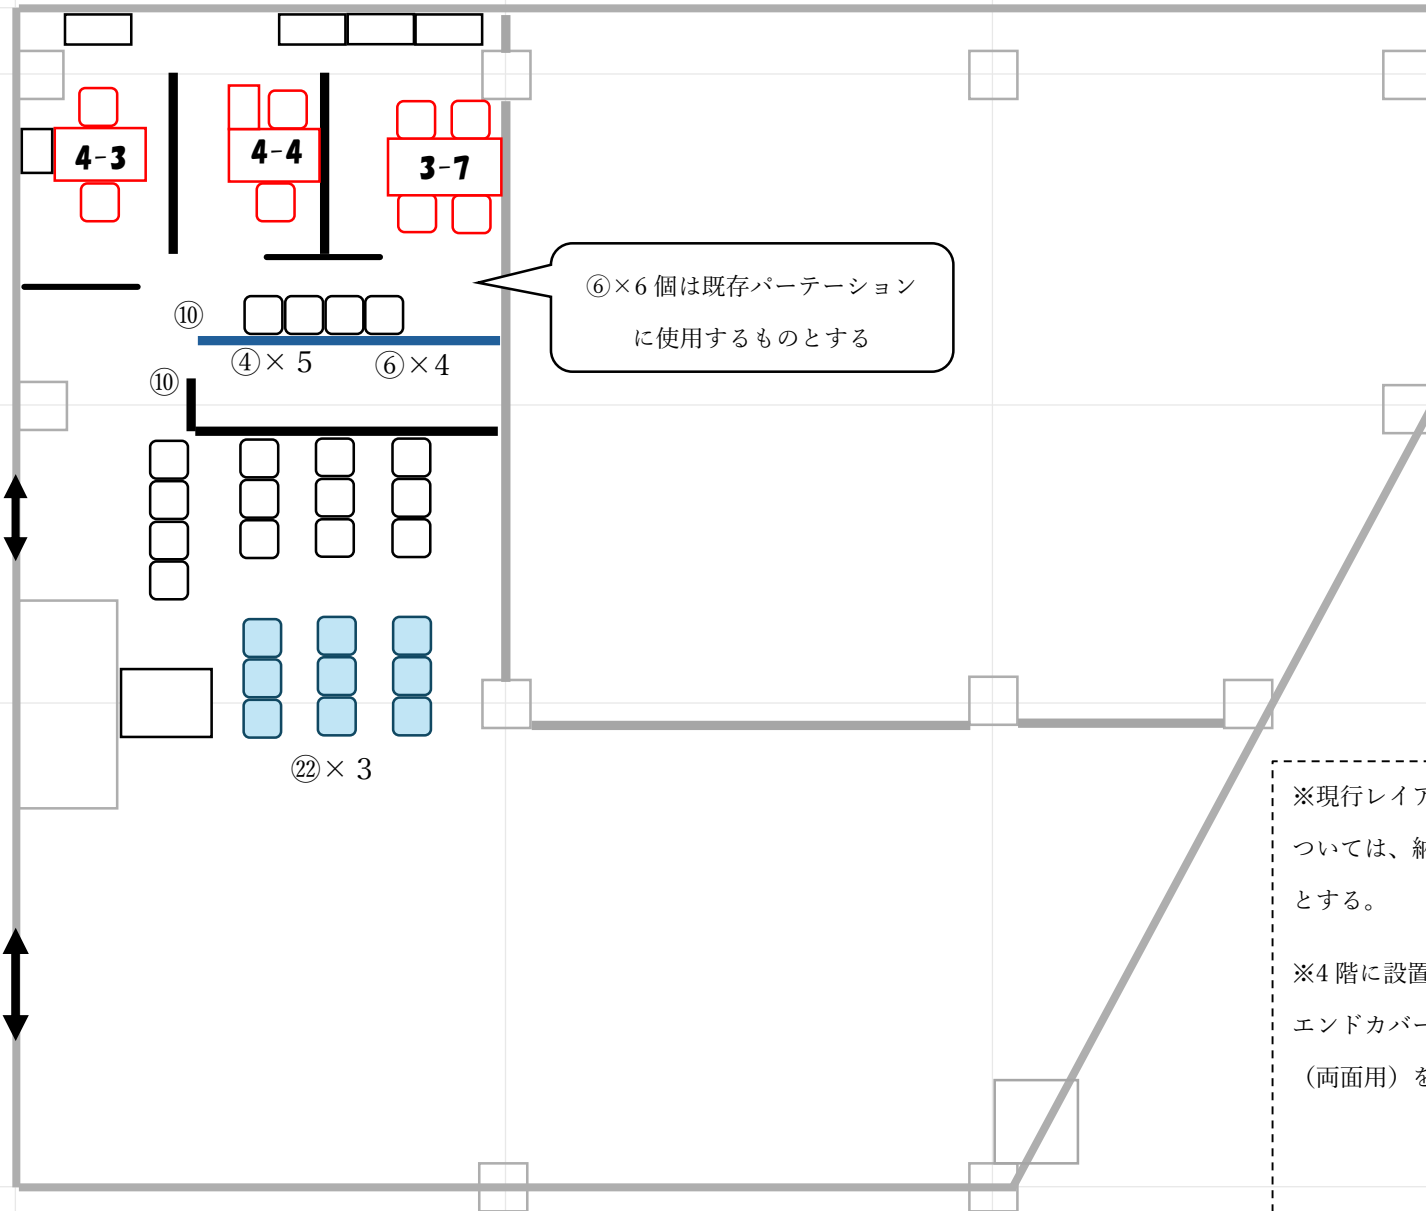 4-3
4-4
3-7
⑥×6 個は既存パーテーション
に使用するものとする
⑩
④× 5
⑥×4
⑩
㉒× 3
※現行レイア
ついては、納
とする。
※4 階に設置
エンドカバー
（両面用）を